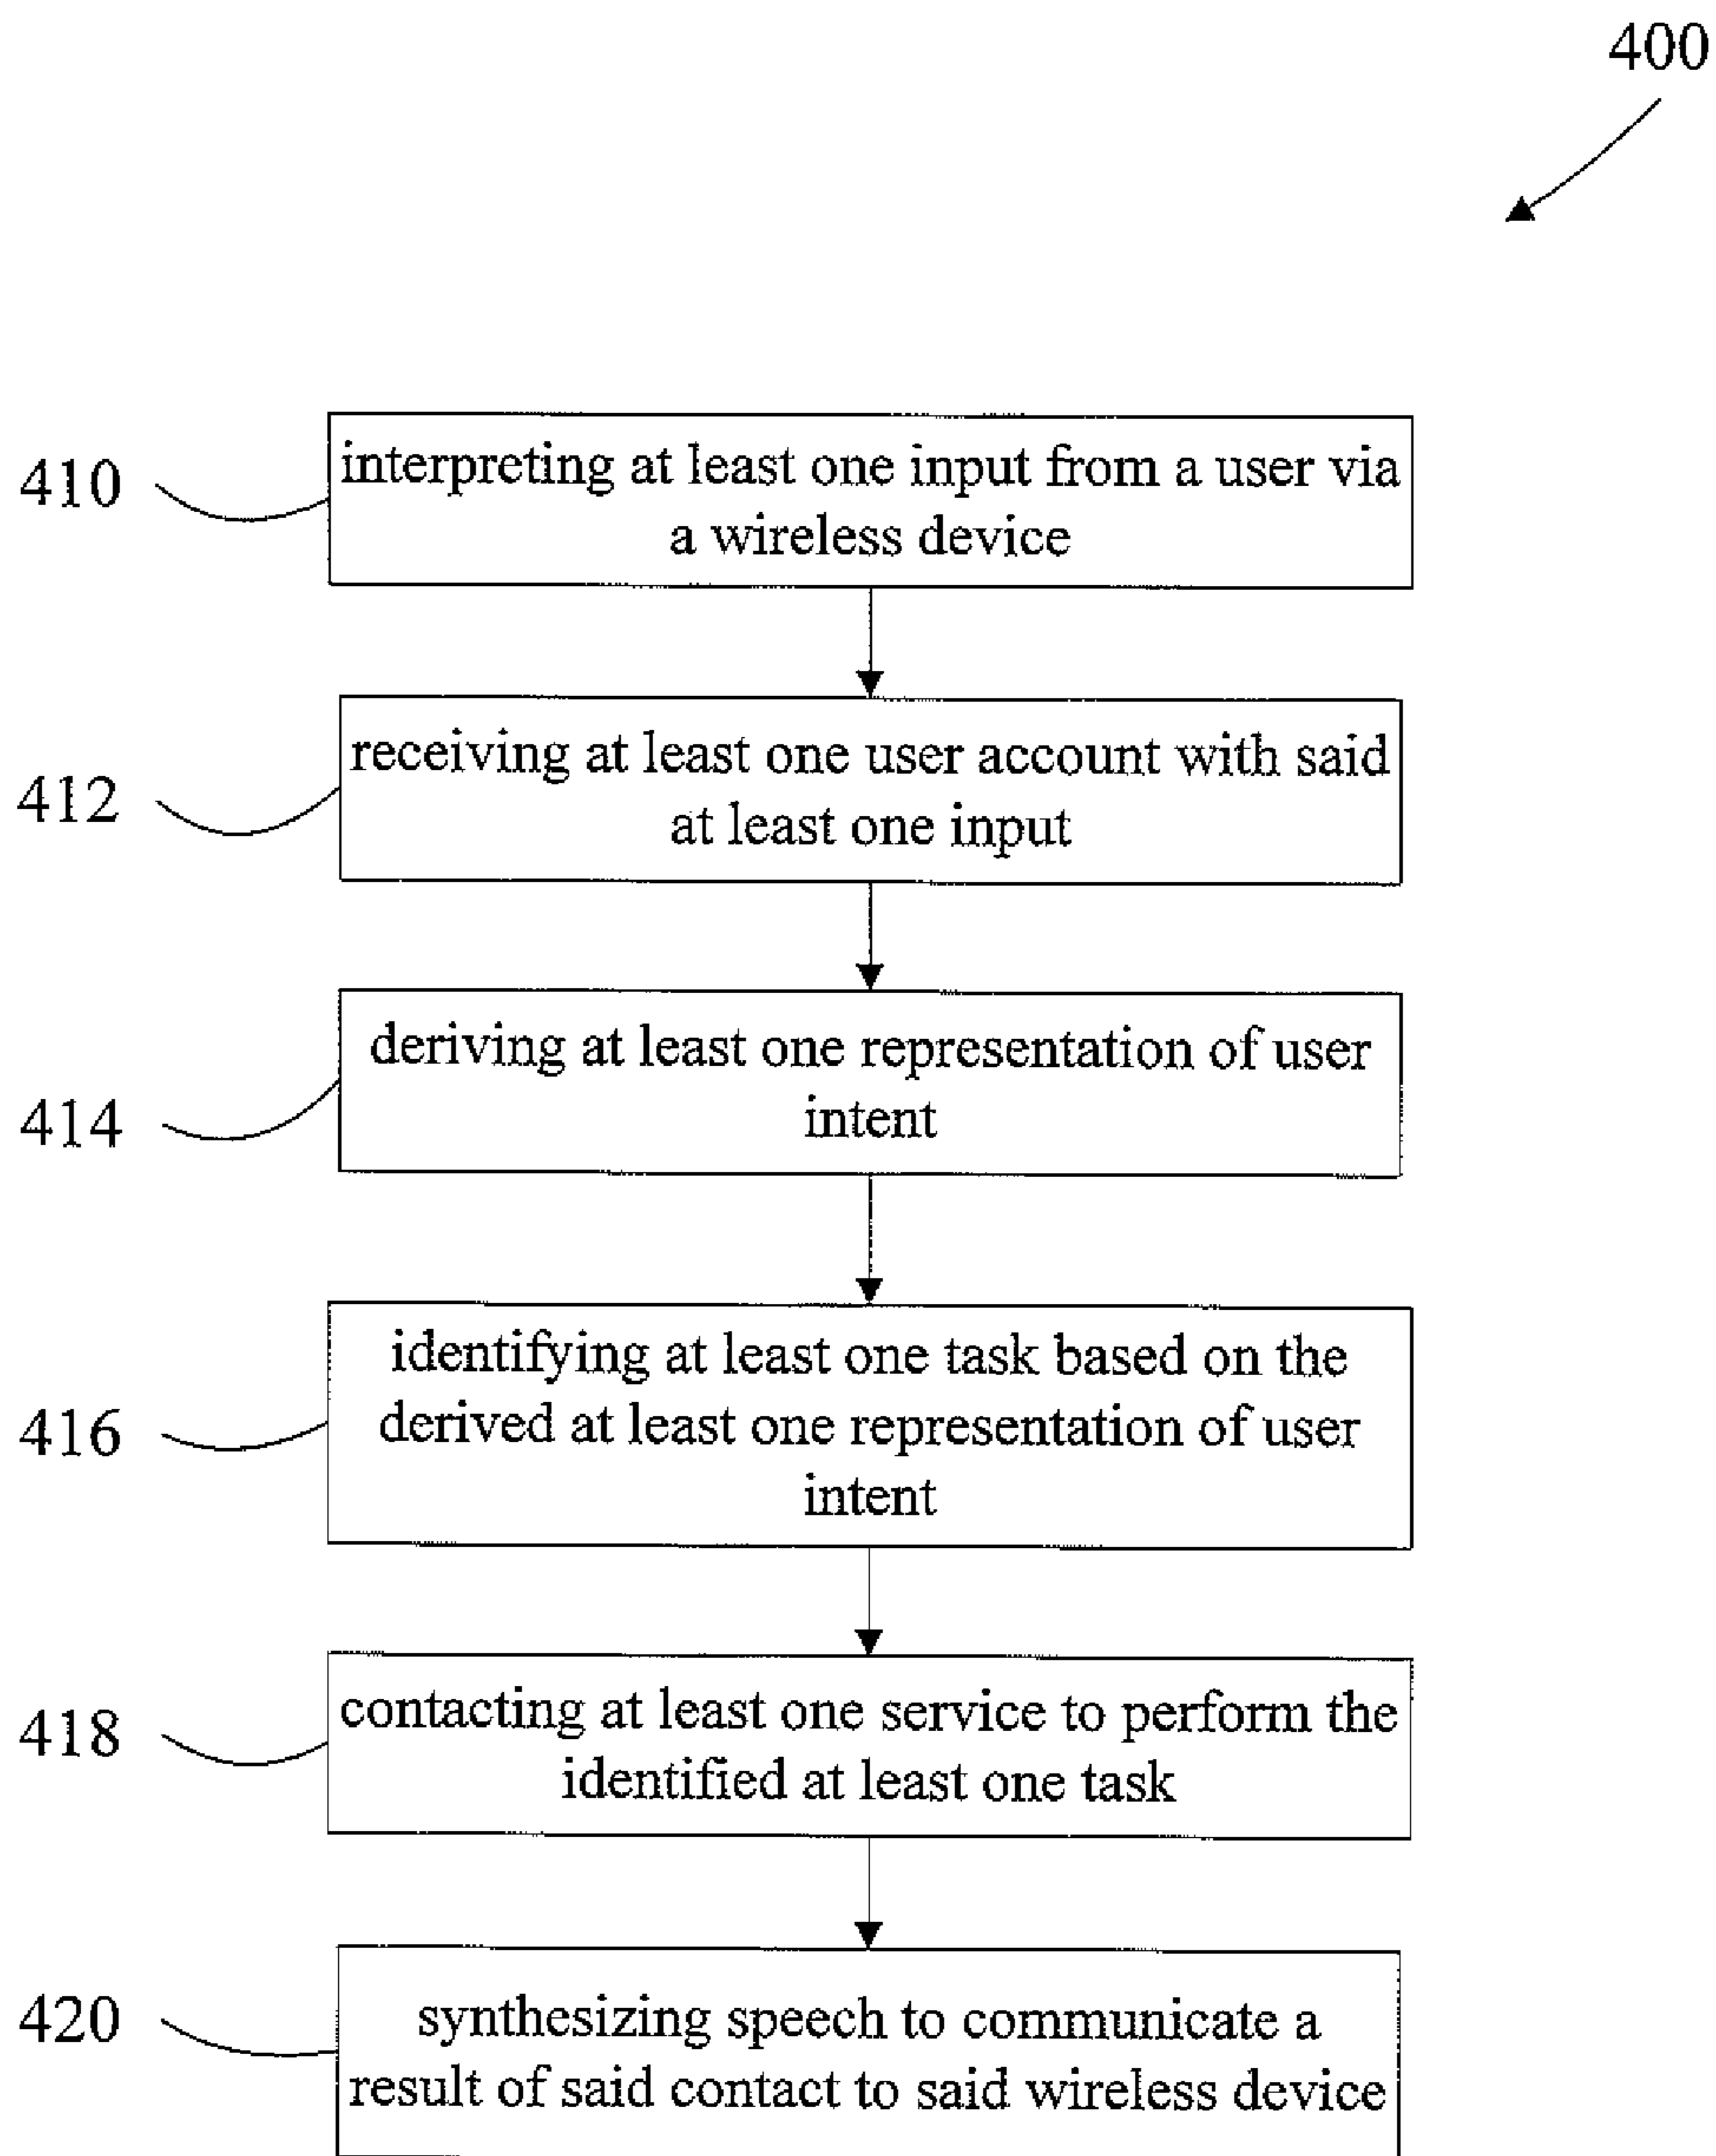 400
410
interpreting at least one input from a user via
a wireless device
412
receiving at least one user account with said
at least one input
414
deriving at least one representation of user
intent
416
identifying at least one task based on the
derived at least one representation of user
intent
418
contacting at least one service to perform the
identified at least one task
420
synthesizing speech to communicate a
result of said contact to said wireless device